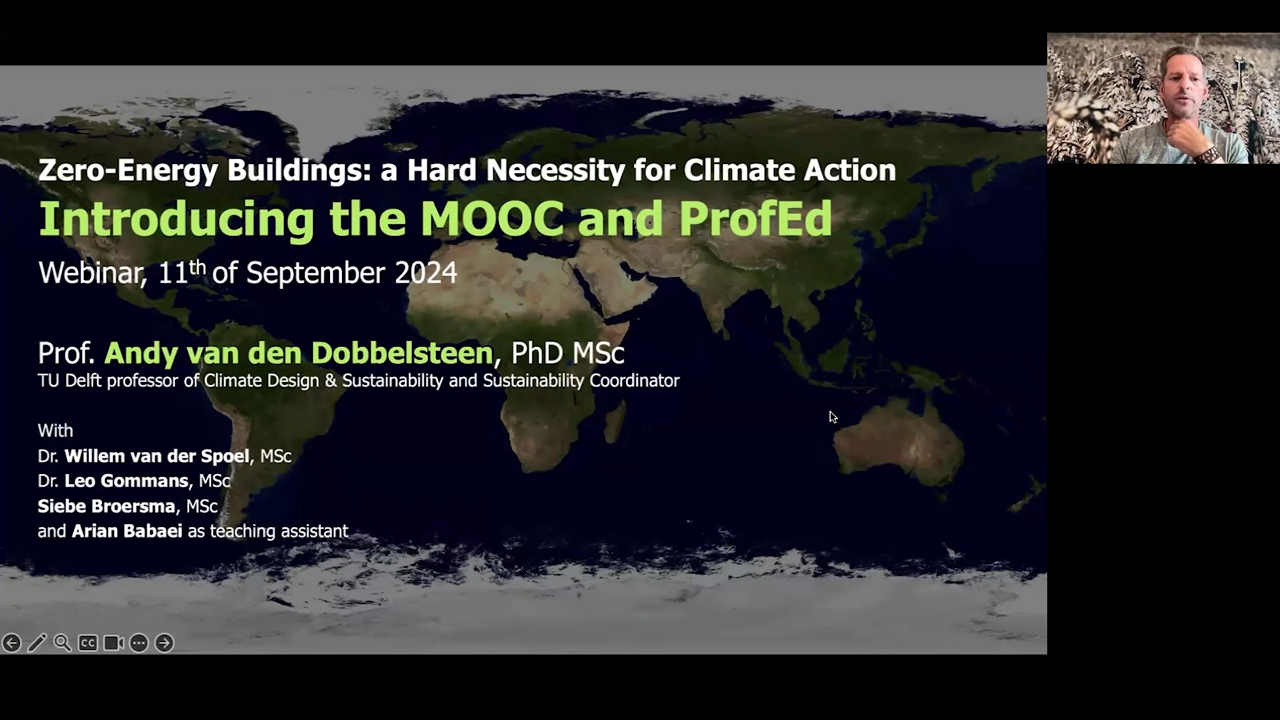 Zero-Energy Buildings: a Hard Necessity for Climate Action
Introducing the MOOC and ProfEd
Webinar, 11th of September 2024
Prof. Andy van den Dobbelsteen, PhD MSc
TU Delft professor of Climate Design & Sustainability and Sustainability Coordinator
With
Dr. Willem van der Spoel, MSc
Dr. Leo Gommans, MSc
Siebe Broersma, MSc
and Arian Babaei as teaching assistant
CC